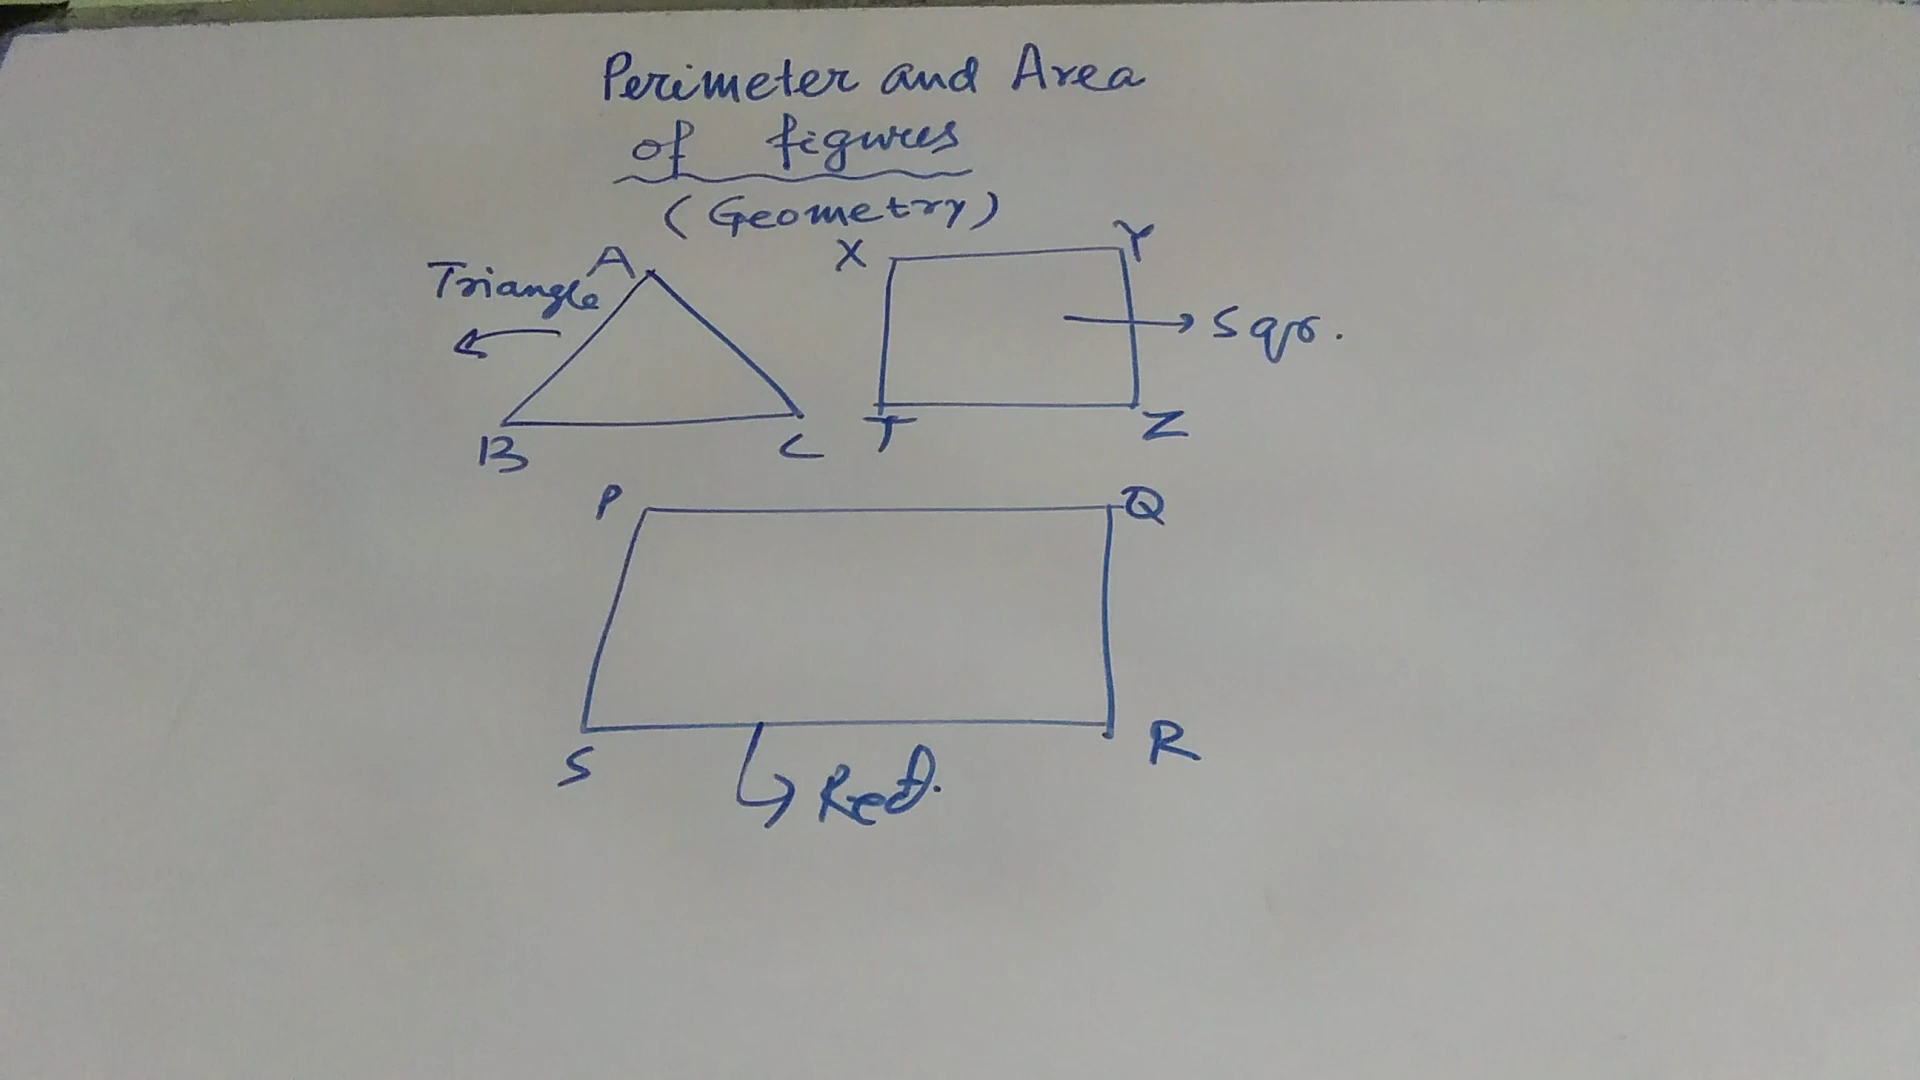 Perimeter and Area
of figures
(Geometry)
Triangle
A
B
C
X
Y
T
Z
Sqr.
P
Q
S
R
Rect.